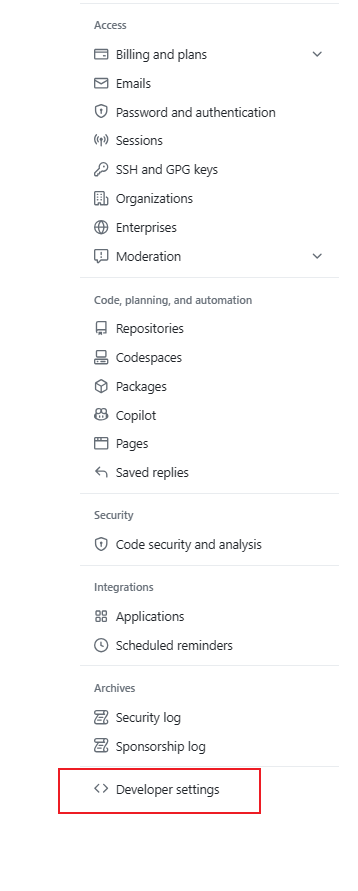 Access
Billing and plans
Emails
Password and authentication
Sessions
SSH and GPG keys
Organizations
Enterprises
Moderation
Code, planning, and automation
Repositories
Codespaces
Packages
Copilot
Pages
Saved replies
Security
Code security and analysis
Integrations
Applications
Scheduled reminders
Archives
Security log
Sponsorship log
Developer settings